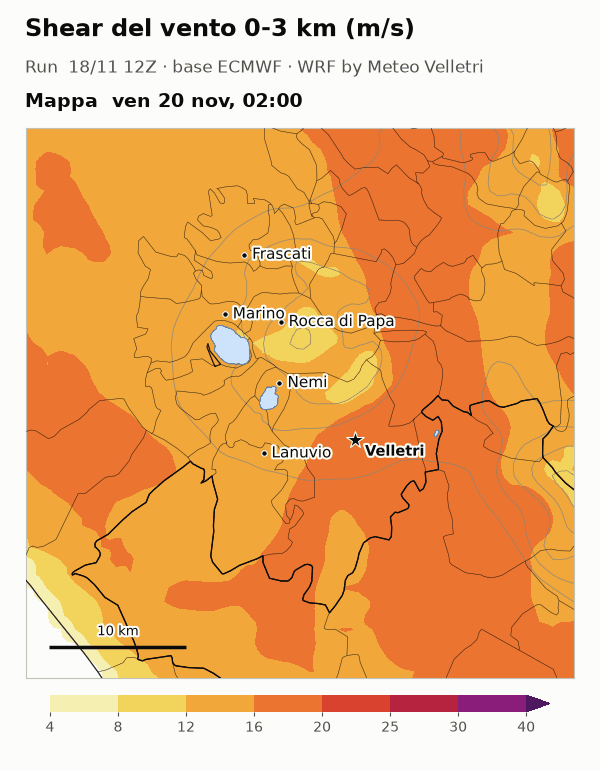 Shear del vento 0-3 km (m/s)
Run  18/11 12Z · base ECMWF · WRF by Meteo Velletri
Mappa  ven 20 nov, 02:00
Frascati
Marino
Rocca di Papa
Nemi
Velletri
Lanuvio
10 km
4 8 12 16 20 25 30 40